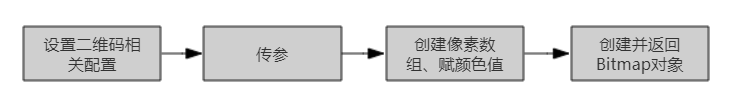 设置二维码相
关配置
传参
创建像素数
组、赋颜色值
创建并返回
Bitmap对象